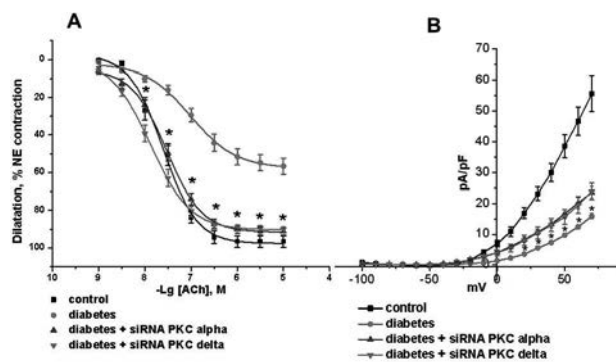 A
Dilatation, % NE contraction
0
20
40
60
80
100
* * * * * * *
10 9 8 7 6 5 4
-Lg [ACh], M
control
diabetes
diabetes + siRNA PKC alpha
diabetes + siRNA PKC delta
B
pA/pF
70
60
50
40
30
20
10
0
* * * * * *
-100 -50 0 50
mV
control
diabetes
diabetes + siRNA PKC alpha
diabetes + siRNA PKC delta